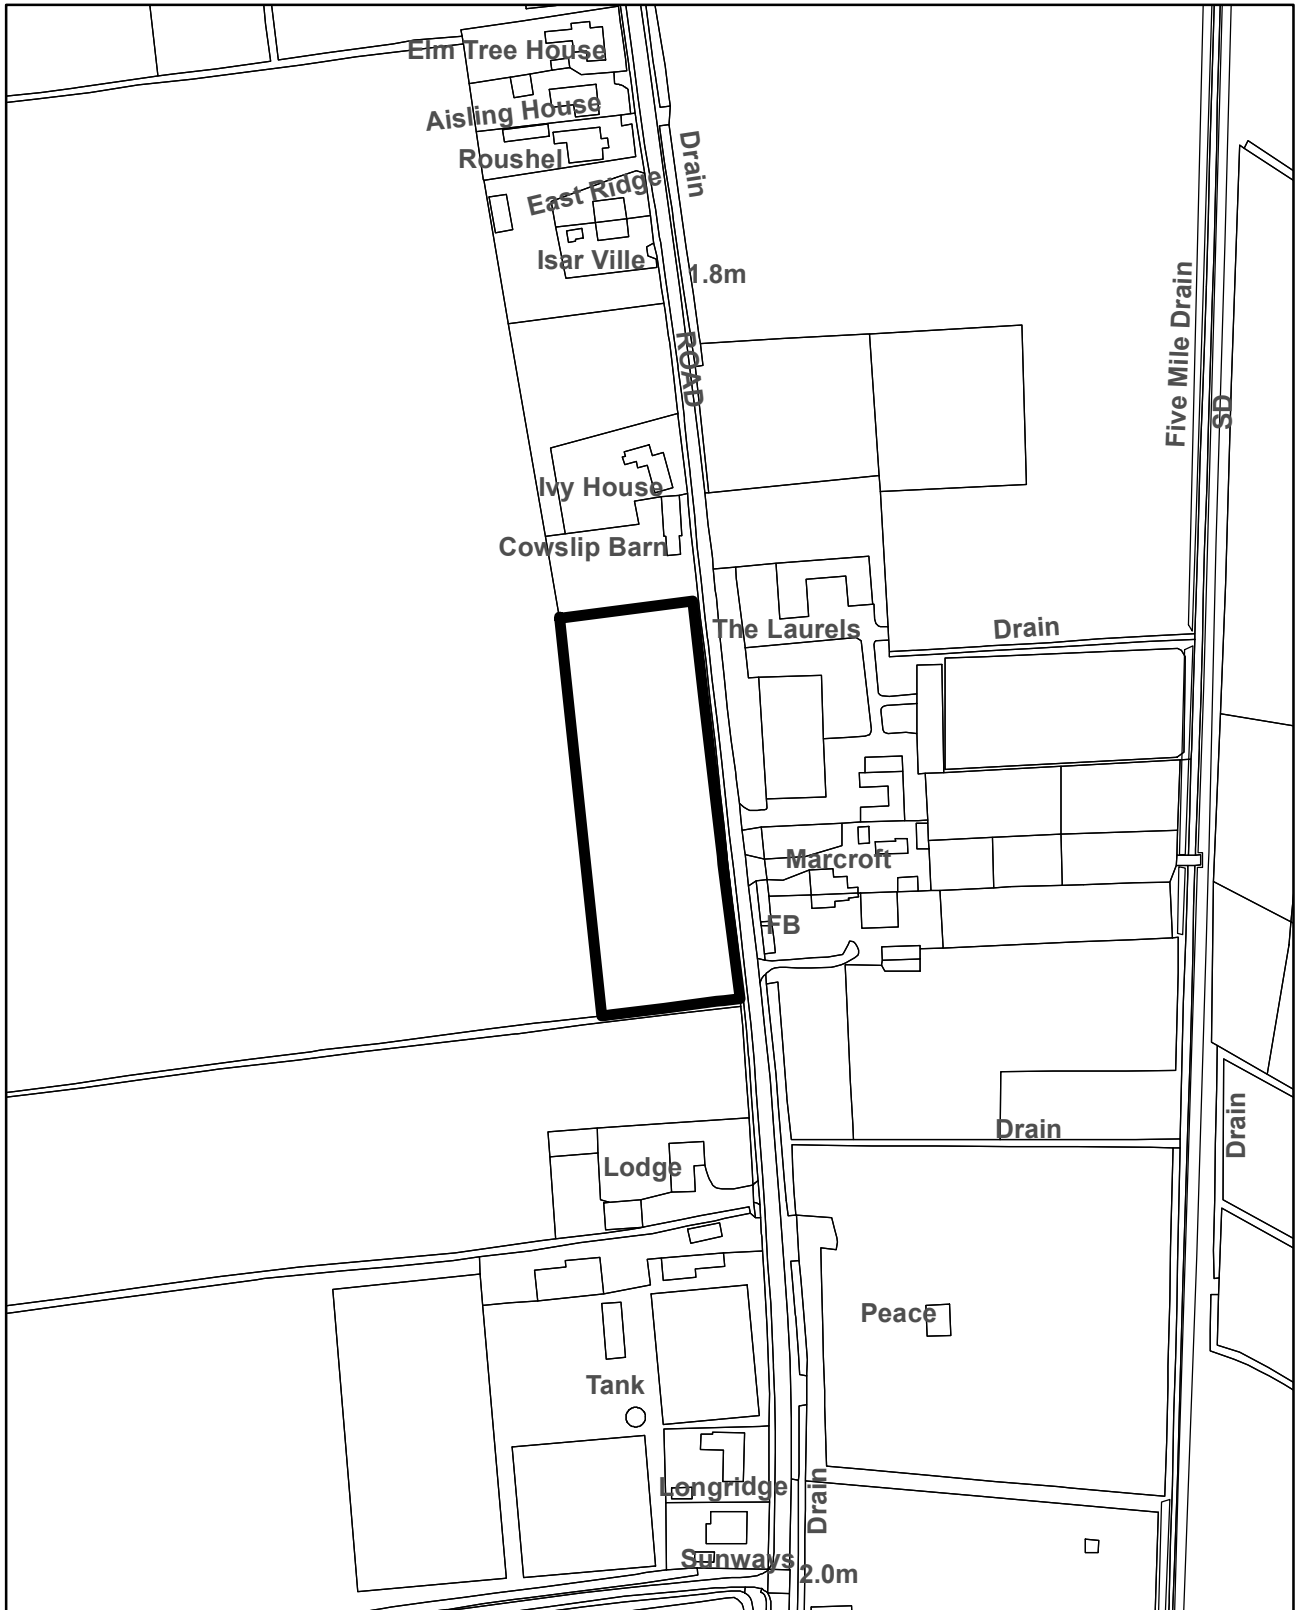 Elm Tree House
Aisling House
Drain
Roushel
East Ridge
Isar Ville
1.8m
Five Mile Drain
ROAD
SD
Ivy House
Cowslip Barn
The Laurels
Drain
Marcroft
FB
Drain
Drain
Lodge
Peace
Tank
Longridge
Drain
Sunways
2.0m